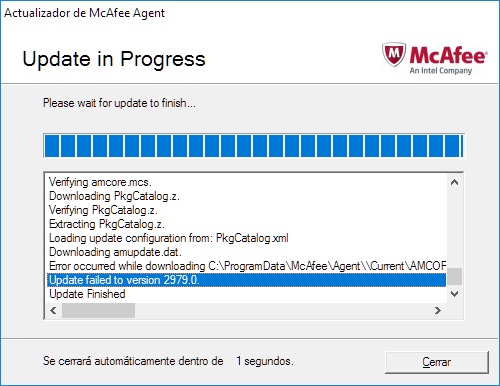 Actualizador de McAfee Agent
Update in Progress
McAfee
An Intel Company
Please wait for update to finish...
Verifying amcore.mcs.
Downloading PkgCatalog.z.
Verifying PkgCatalog.z.
Extracting PkgCatalog.z.
Loading update configuration from: PkgCatalog.xml
Downloading amupdate.dat.
Error occurred while downloading C:\ProgramData\McAfee\Agent\\Current\AMCOF
Update failed to version 2979.0.
Update Finished
Se cerrará automáticamente dentro de 1 segundos.
Cerrar